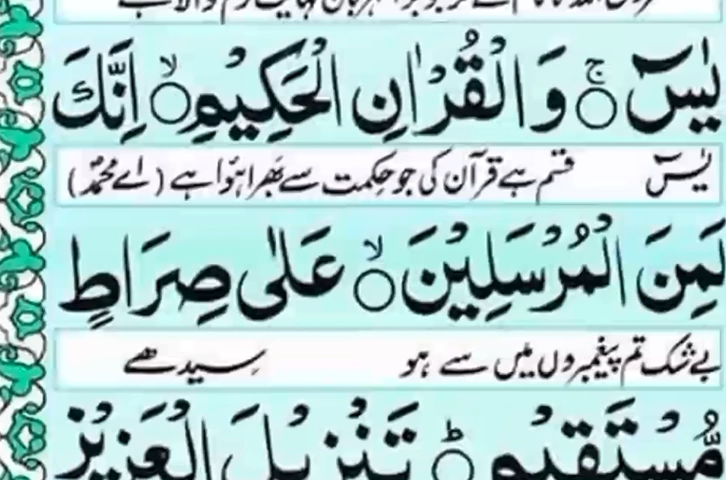 يٰسٓ ۚ ۝ وَالْقُرْاٰنِ الْحَكِيْمِ ۙ ۝ اِنَّكَ
یٰسٓ قسم ہے قرآن کی جو حکمت سے بھرا ہوا ہے (اے محمدؐ)
لَمِنَ الْمُرْسَلِيْنَ ۙ ۝ عَلٰى صِرَاطٍ
بے شک تم پیغمبروں میں سے ہو سیدھے
مُّسْتَقِيْمٍ ؕ ۝ تَنْزِيْلَ الْعَزِيْزِ